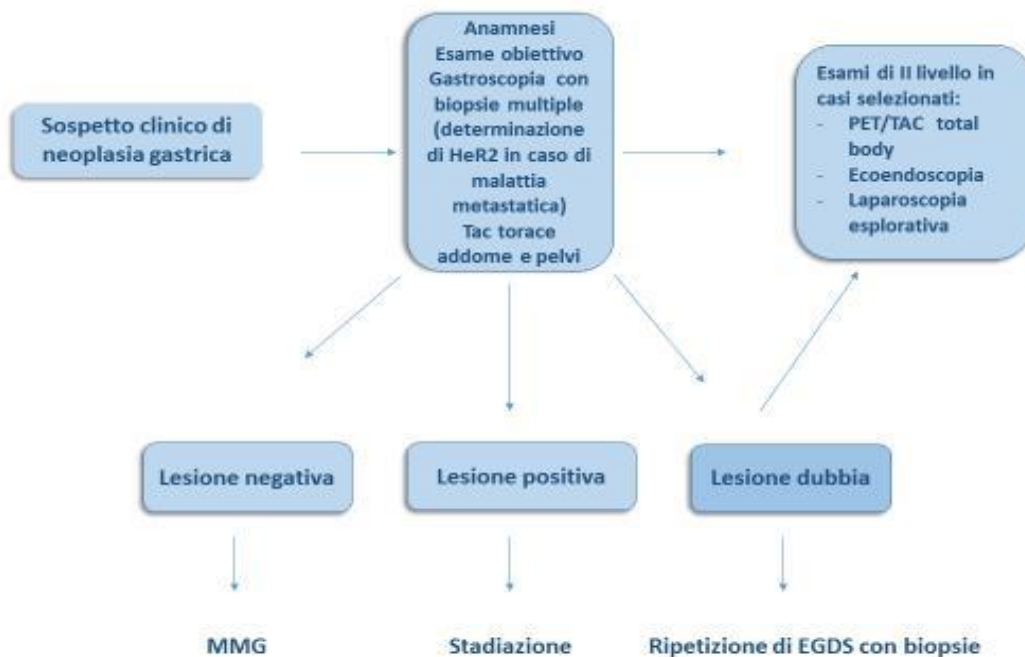 Sospetto clinico di
neoplasia gastrica
Anamnesi
Esame obiettivo
Gastroscopia con
biopsie multiple
(determinazione
di HeR2 in caso di
malattia
metastatica)
Tac torace
addome e pelvi
Esami di II livello in
casi selezionati:
- PET/TAC total
body
- Ecoendoscopia
- Laparoscopia
esplorativa
Lesione negativa
Lesione positiva
Lesione dubbia
MMG
Stadiazione
Ripetizione di EGDS con biopsie